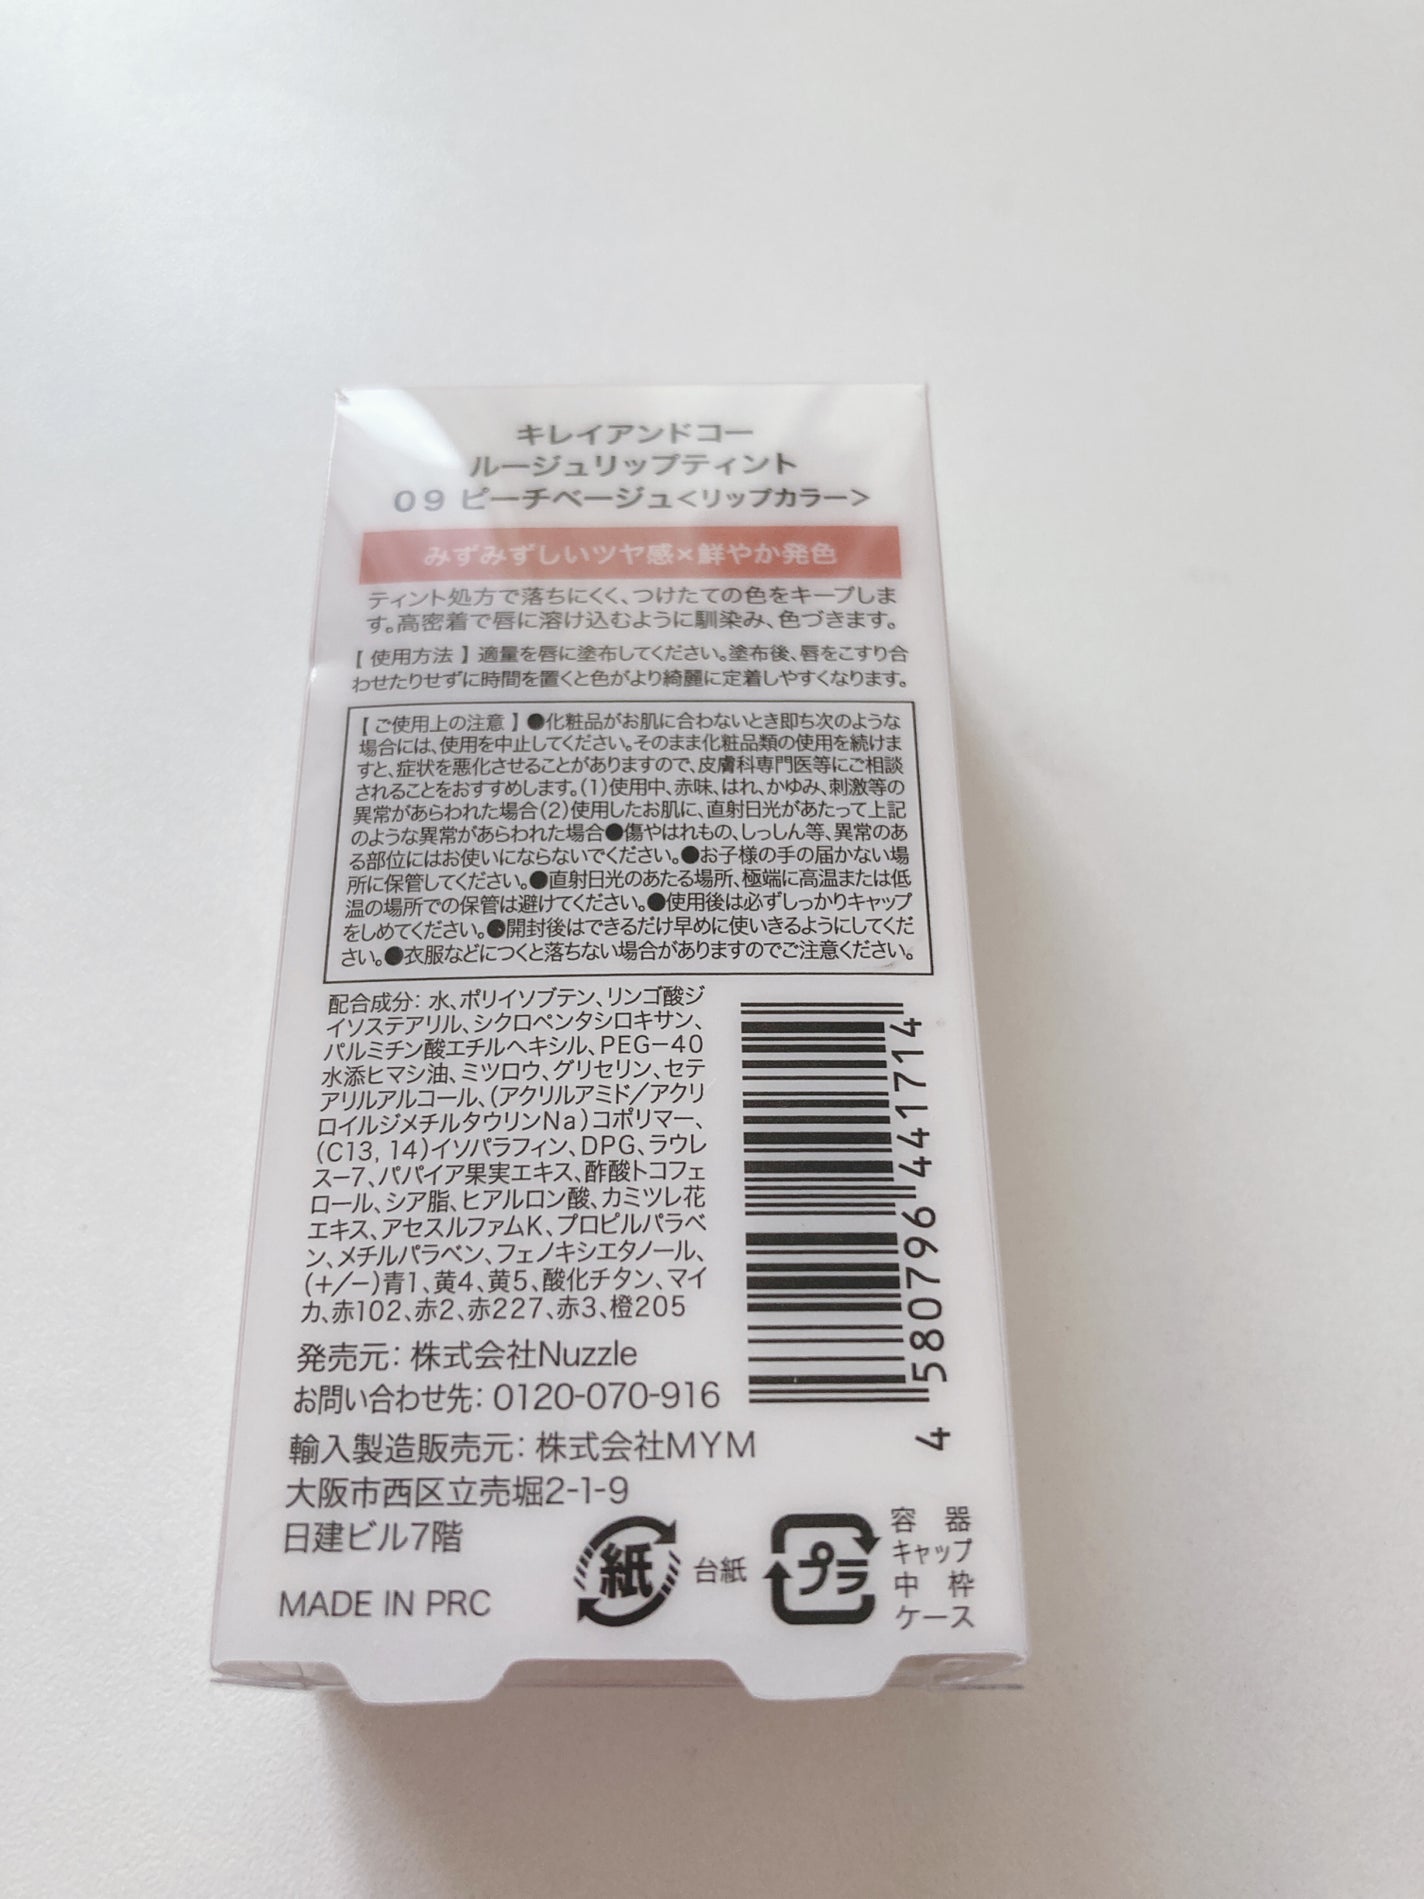 キレイアンドコー
ルージュリップティント
09 ピーチベージュ<リップカラー>
みずみずしいツヤ感×鮮やか発色
ティント処方で落ちにくく、つけたての色をキープしま
す。高密着で唇に溶け込むように馴染み、色づきます。
【 使用方法 】 適量を唇に塗布してください。塗布後、唇をこすり合
わせたりせずに時間を置くと色がより綺麗に定着しやすくなります。
【 ご使用上の注意 】●化粧品がお肌に合わないとき即ち次のような
場合には、使用を中止してください。そのまま化粧品類の使用を続けま
すと、症状を悪化させることがありますので、皮膚科専門医等にご相談
されることをおすすめします。(1)使用中、赤味、はれ、かゆみ、刺激等の
異常があらわれた場合(2)使用したお肌に、直射日光があたって上記
のような異常があらわれた場合●傷やはれもの、しっしん等、異常のあ
る部位にはお使いにならないでください。●お子様の手の届かない場
所に保管してください。●直射日光のあたる場所、極端に高温または低
温の場所での保管は避けてください。●使用後は必ずしっかりキャップ
をしめてください。●開封後はできるだけ早めに使いきるようにしてくだ
さい。●衣服などにつくと落ちない場合がありますのでご注意ください。
配合成分: 水、ポリイソブテン、リンゴ酸ジ
イソステアリル、シクロペンタシロキサン、
パルミチン酸エチルヘキシル、PEG-40
水添ヒマシ油、ミツロウ、グリセリン、セテ
アリルアルコール、(アクリルアミド/アクリ
ロイルジメチルタウリンNa)コポリマー、
(C13, 14)イソパラフィン、DPG、ラウレ
ス-7、パパイア果実エキス、酢酸トコフェ
ロール、シア脂、ヒアルロン酸、カミツレ花
エキス、アセスルファムK、プロピルパラベ
ン、メチルパラベン、フェノキシエタノール、
(+/-)青1、黄4、黄5、酸化チタン、マイ
カ、赤102、赤2、赤227、赤3、橙205
4 580796 441714
発売元: 株式会社Nuzzle
お問い合わせ先: 0120-070-916
輸入製造販売元: 株式会社MYM
大阪市西区立売堀2-1-9
日建ビル7階
MADE IN PRC
紙
台紙
プラ
容 器
キャップ
中 枠
ケース